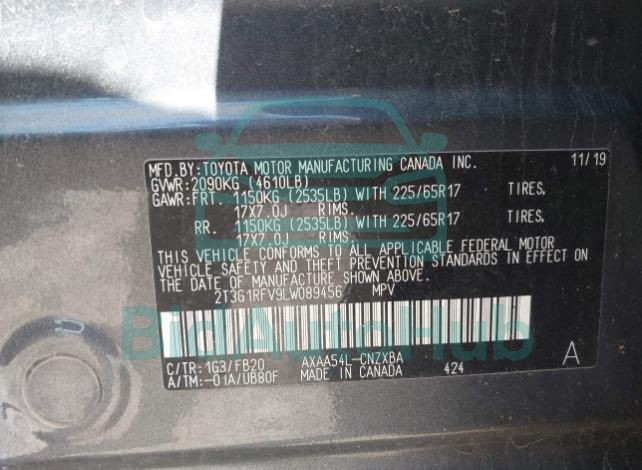 MFD.BY:TOYOTA MOTOR MANUFACTURING CANADA INC. 11/19
GVWR:2090KG (4610LB)
GAWR:FRT. 1150KG (2535LB) WITH 225/65R17 TIRES,
17X7.0J RIMS.
RR. 1150KG (2535LB) WITH 225/65R17 TIRES,
17X7.0J RIMS.
THIS VEHICLE CONFORMS TO ALL APPLICABLE FEDERAL MOTOR
VEHICLE SAFETY AND THEFT PREVENTION STANDARDS IN EFFECT ON
THE DATE OF MANUFACTURE SHOWN ABOVE.
2T3G1RFV9LW089456 MPV
BidAutoHub
C/TR:1G3/FB20 AXAA54L-CNZXBA A
A/TM:-01A/UB80F MADE IN CANADA 424